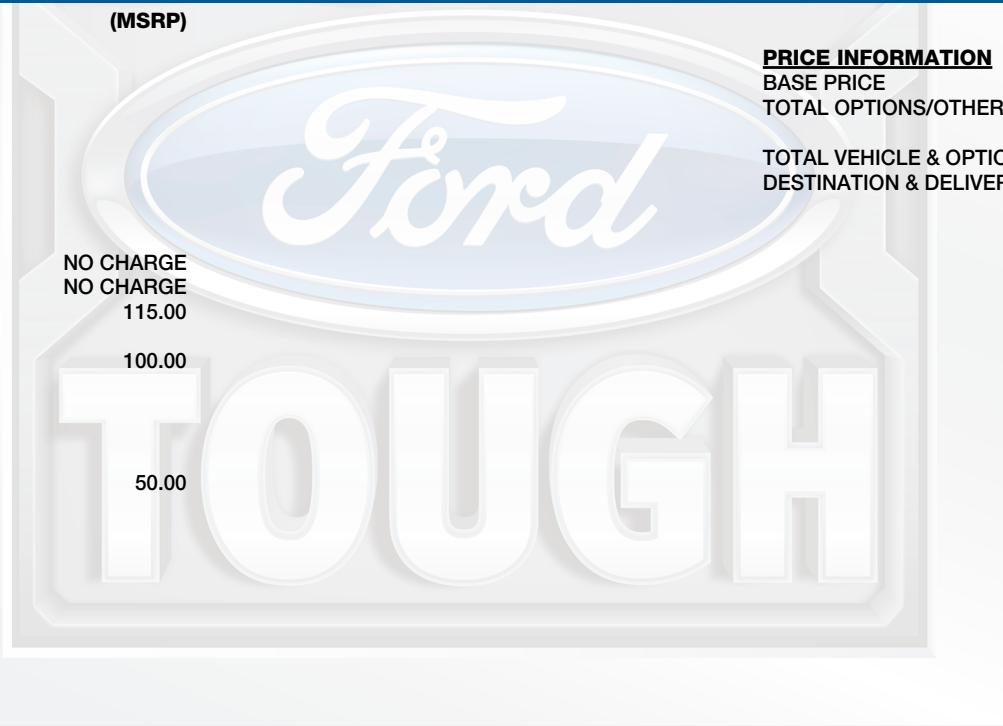 (MSRP)
PRICE INFORMATION
BASE PRICE
TOTAL OPTIONS/OTHER
TOTAL VEHICLE & OPTIO
DESTINATION & DELIVER
Ford
NO CHARGE
NO CHARGE
115.00
100.00
50.00
TOUGH